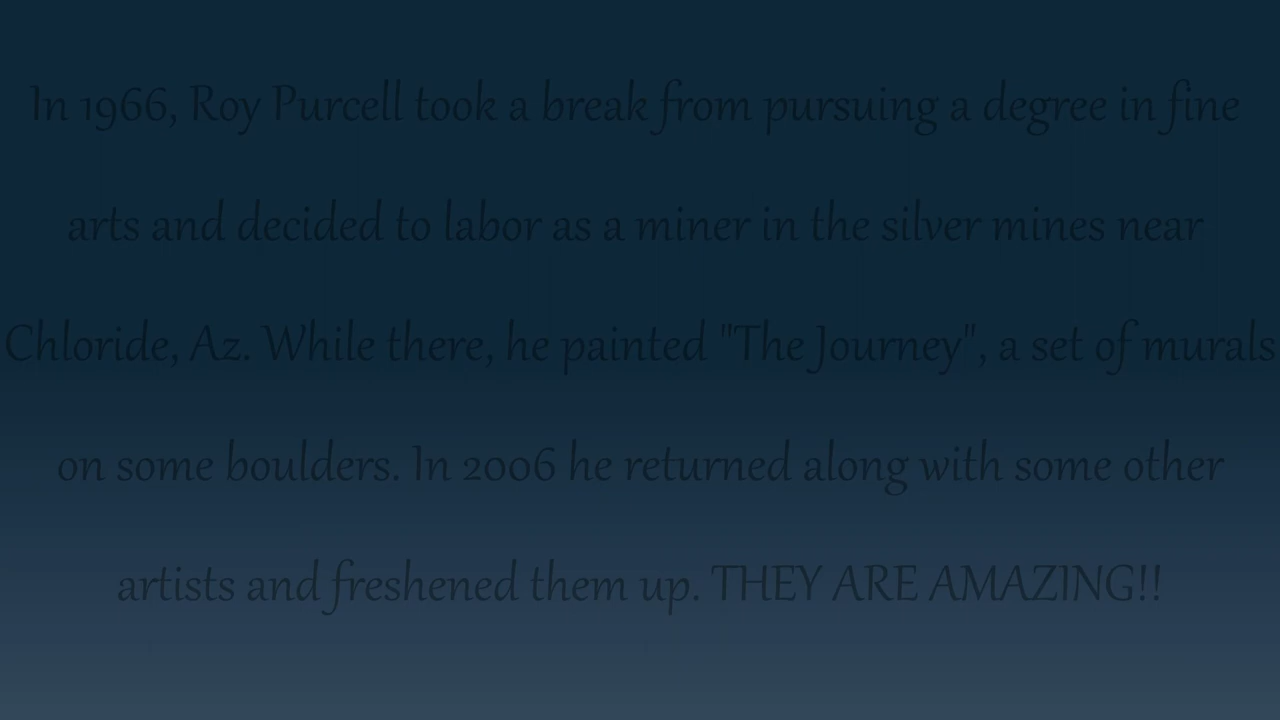 In 1966, Roy Purcell took a break from pursuing a degree in fine
arts and decided to labor as a miner in the silver mines near
Chloride, Az. While there, he painted "The Journey", a set of murals
on some boulders. In 2006 he returned along with some other
artists and freshened them up. THEY ARE AMAZING!!